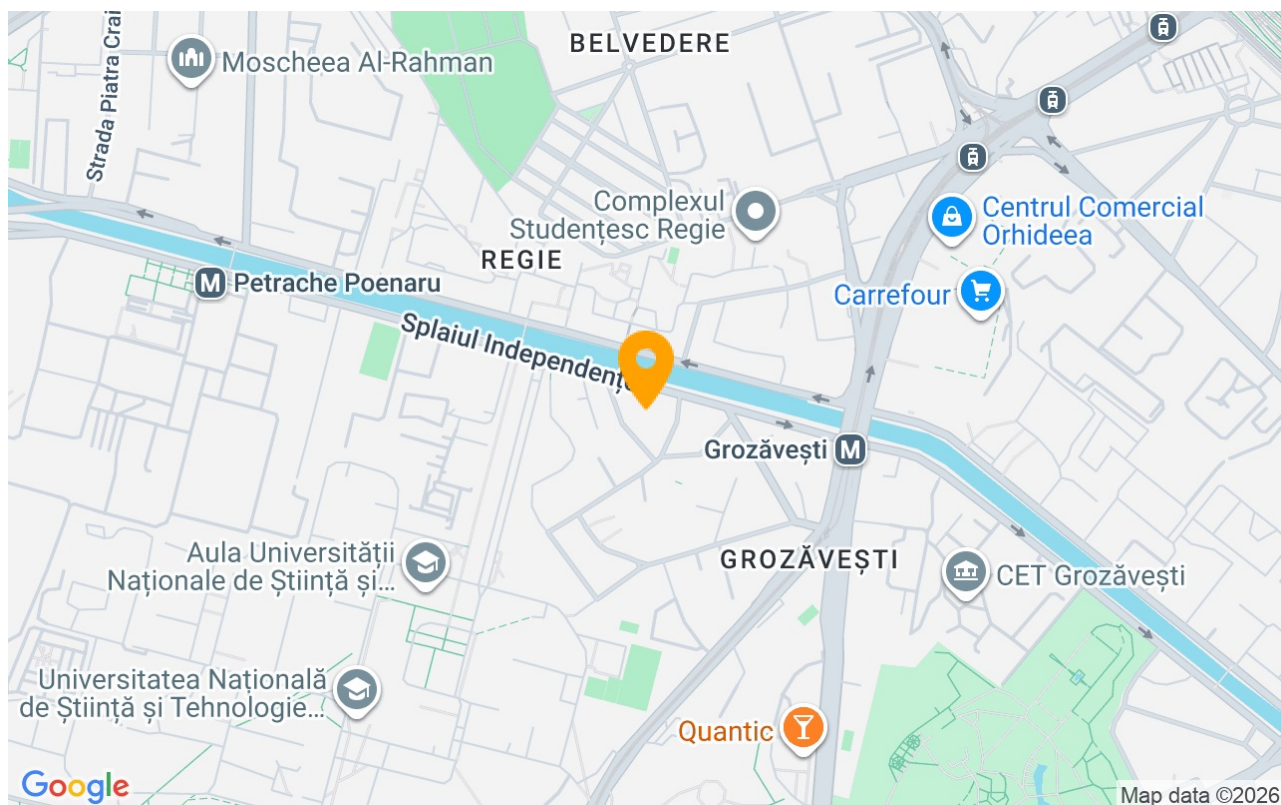 BELVEDERE
Moscheea Al-Rahman
Strada Piatra Crai
Complexul
Studențesc Regie
Centrul Comercial
Orhideea
REGIE
M Petrache Poenaru
Carrefour
Splaiul Independențe
Grozăvești M
Aula Universității
Naționale de Știință și...
GROZĂVEȘTI
CET Grozăvești
Universitatea Națională
de Știință și Tehnologie...
Quantic
Google
Map data ©2026